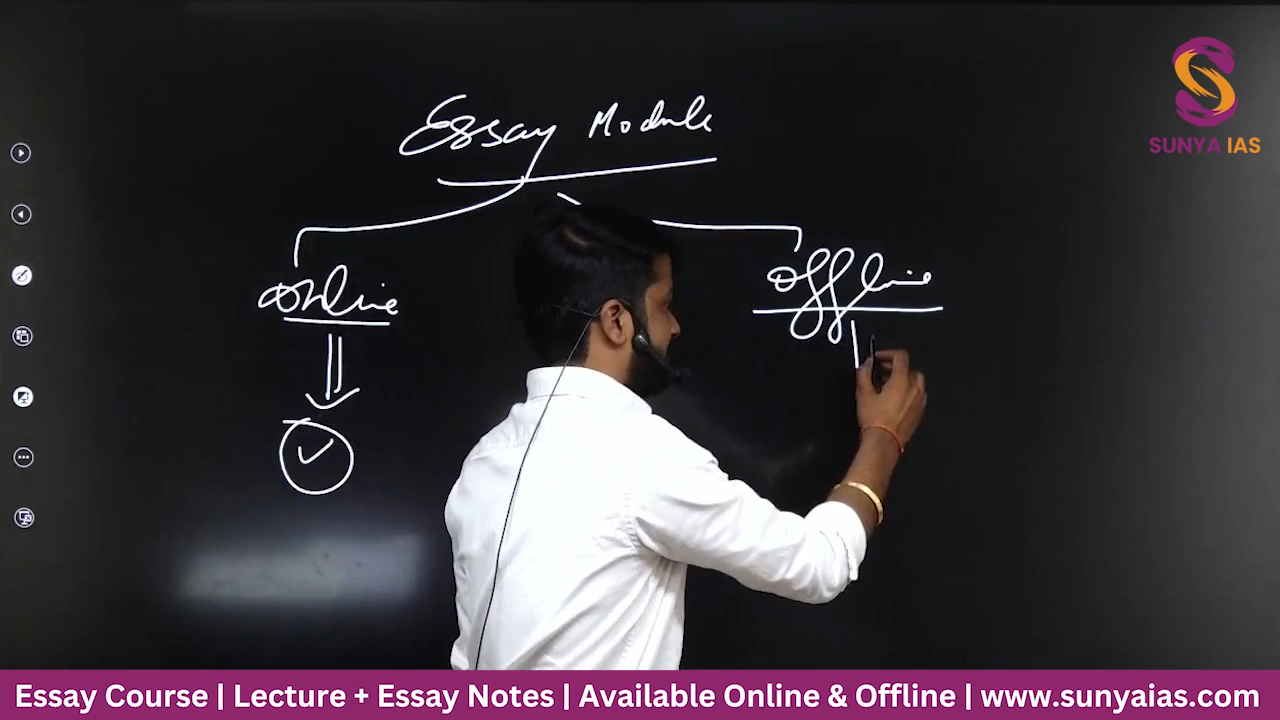 SUNYA IAS
Essay Module
Online
Offline
Essay Course | Lecture + Essay Notes | Available Online & Offline | www.sunyaias.com